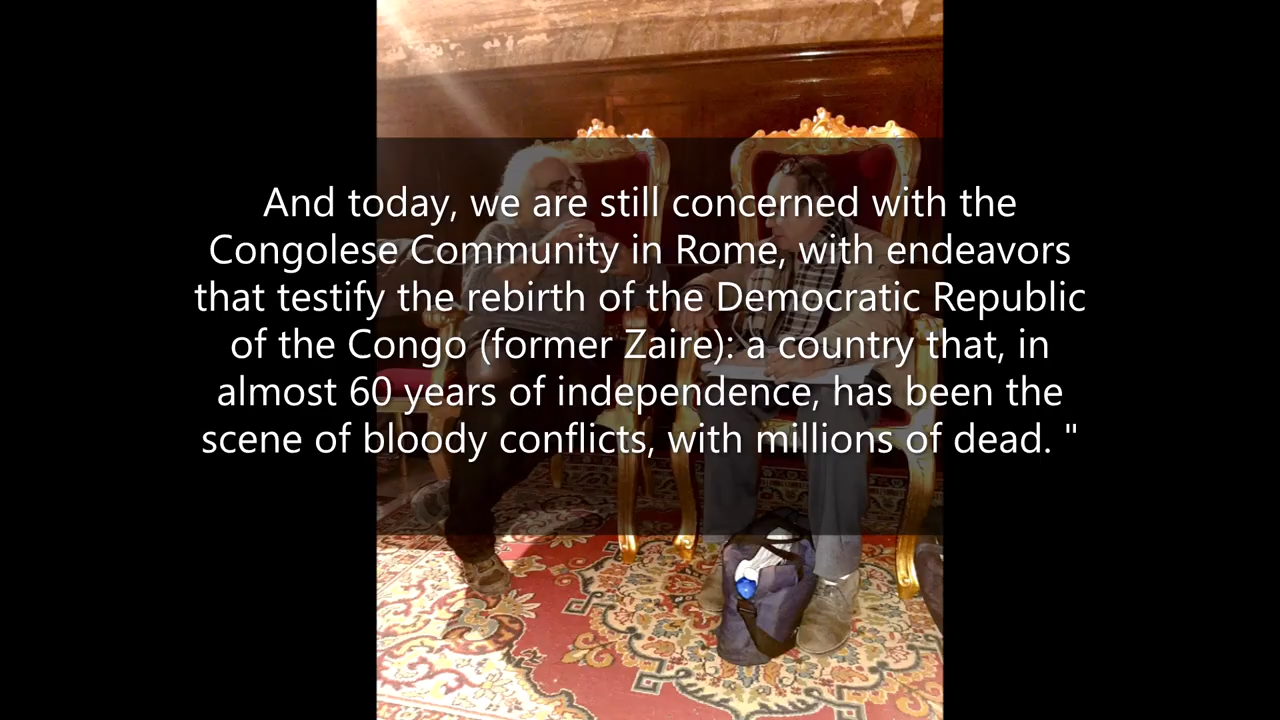 And today, we are still concerned with the
Congolese Community in Rome, with endeavors
that testify the rebirth of the Democratic Republic
of the Congo (former Zaire): a country that, in
almost 60 years of independence, has been the
scene of bloody conflicts, with millions of dead. "